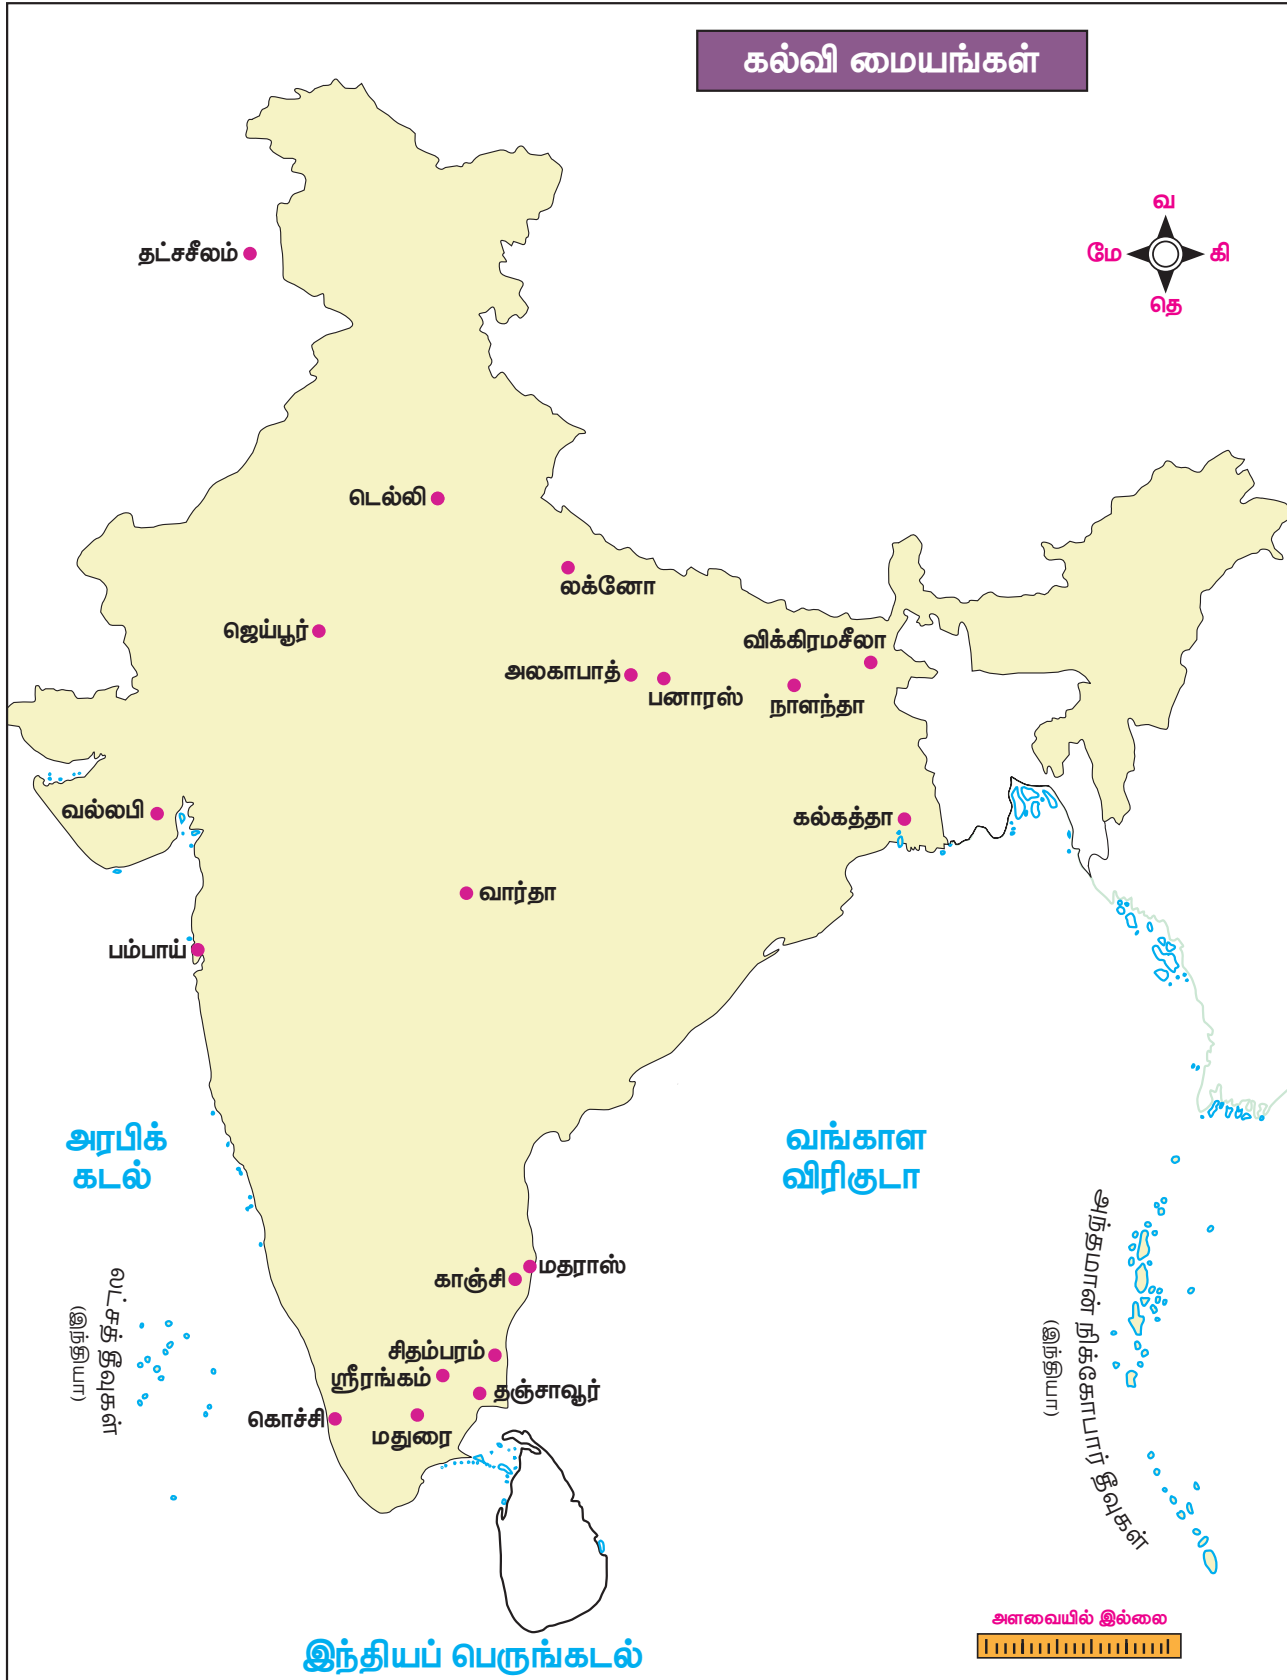 கல்வி மையங்கள்
வ
மே
கி
தெ
தட்சசீலம்
டெல்லி
லக்னோ
ஜெய்பூர்
விக்கிரமசீலா
அலகாபாத்
பனாரஸ்
நாளந்தா
வல்லபி
கல்கத்தா
வார்தா
பம்பாய்
அரபிக்
கடல்
வங்காள
விரிகுடா
மதராஸ்
காஞ்சி
சிதம்பரம்
ஸ்ரீரங்கம்
தஞ்சாவூர்
கொச்சி
மதுரை
லட்சத்தீவுகள்
(இந்தியா)
அந்தமான் நிக்கோபார் தீவுகள்
(இந்தியா)
அளவையில் இல்லை
இந்தியப் பெருங்கடல்